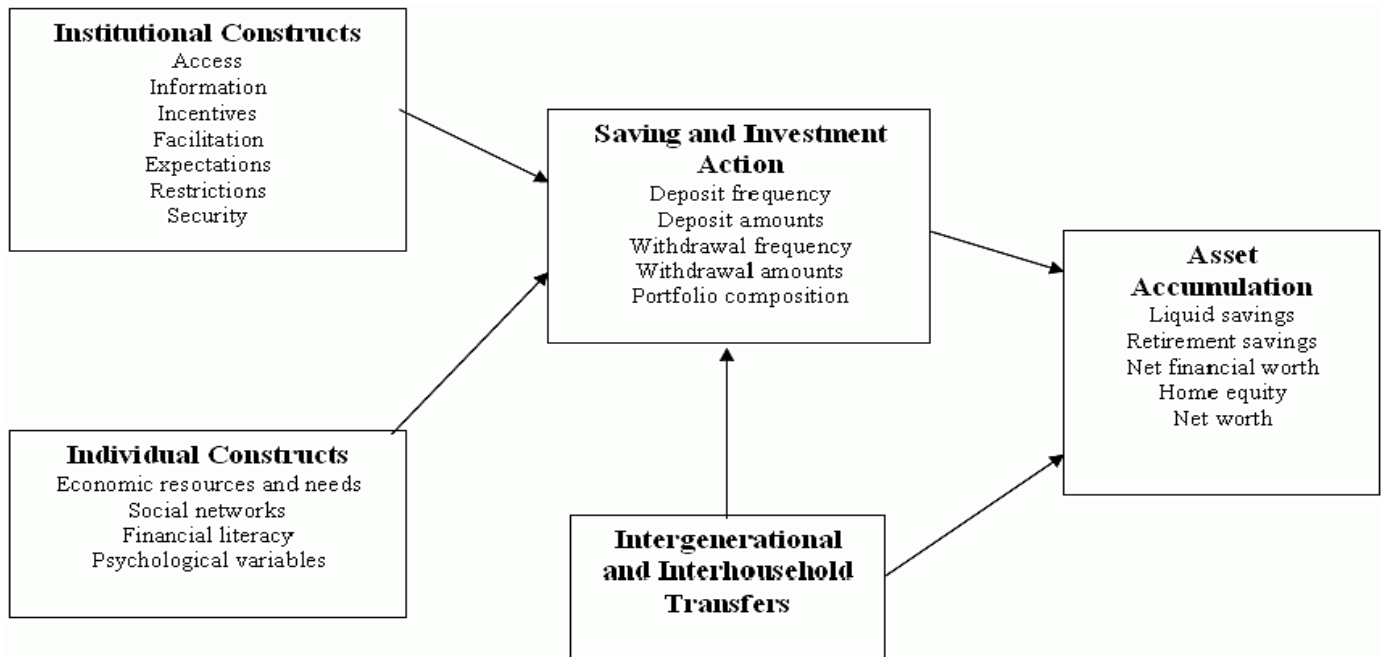 Institutional Constructs
Access
Information
Incentives
Facilitation
Expectations
Restrictions
Security
Saving and Investment
Action
Deposit frequency
Deposit amounts
Withdrawal frequency
Withdrawal amounts
Portfolio composition
Asset
Accumulation
Liquid savings
Retirement savings
Net financial worth
Home equity
Net worth
Individual Constructs
Economic resources and needs
Social networks
Financial literacy
Psychological variables
Intergenerational
and Interhousehold
Transfers